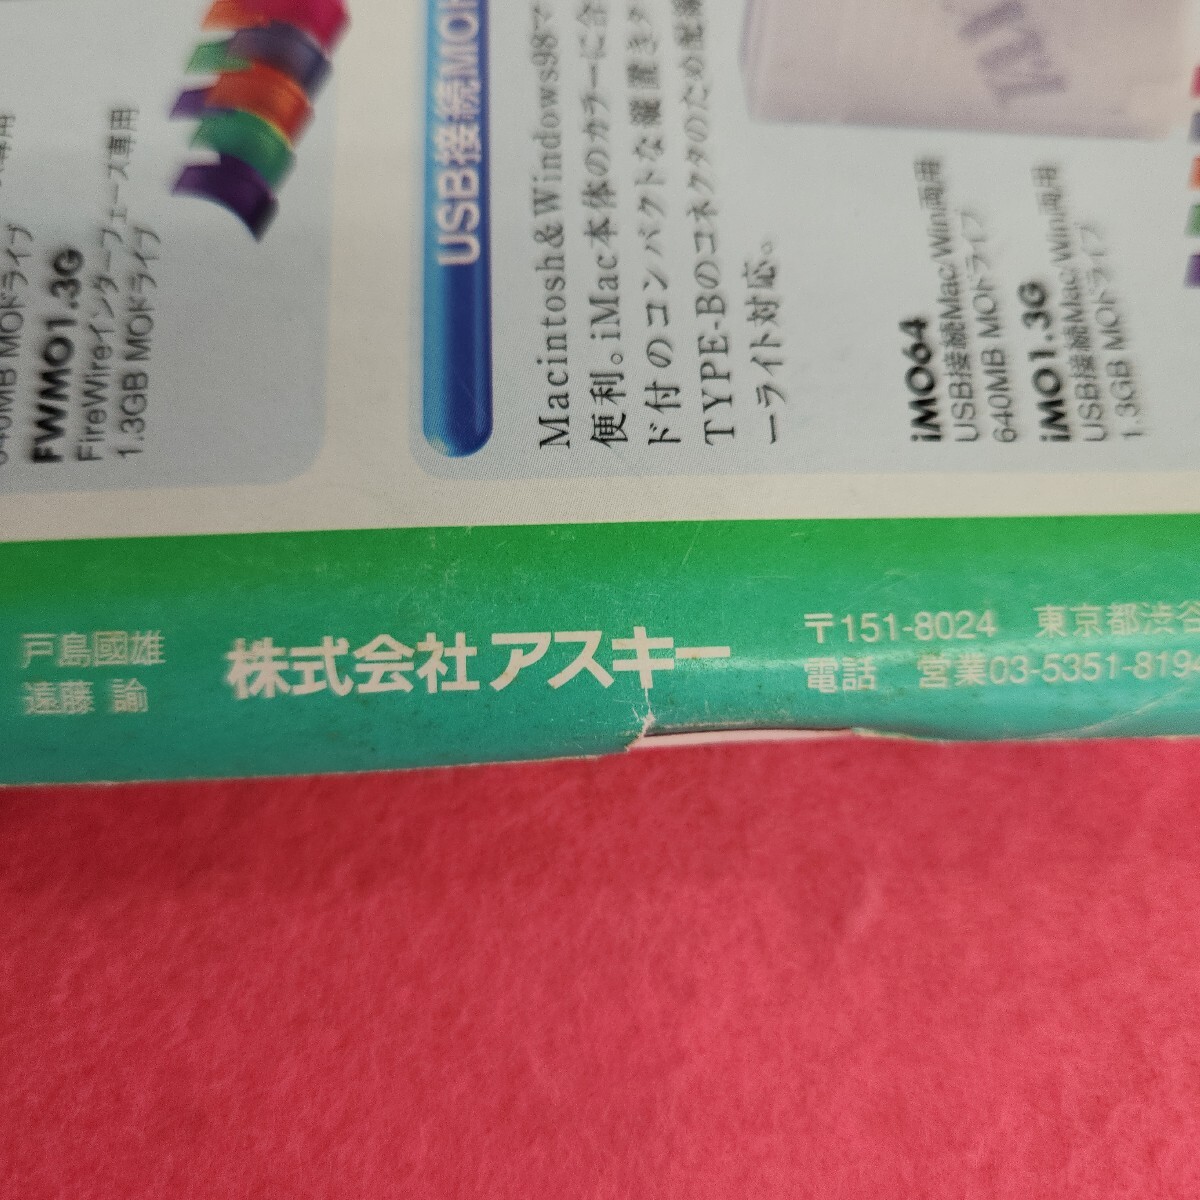 640MB MOドライブ
FWMO1.3G
FireWireインターフェース専用
1.3GB MOドライブ
USB接続MO
Macintosh&Windows98マ
便利。iMac本体のカラーに合
ド付のコンパクトな縦置きタ
TYPE-Bのコネクタのため配線
ーライト対応。
iMO64
USB接続Mac/Win両用
640MB MOドライブ
iMO1.3G
USB接続Mac/Win両用
1.3GB MOドライブ
戸島國雄
遠藤 諭
株式会社アスキー
〒151-8024 東京都渋谷
電話 営業03-5351-8194